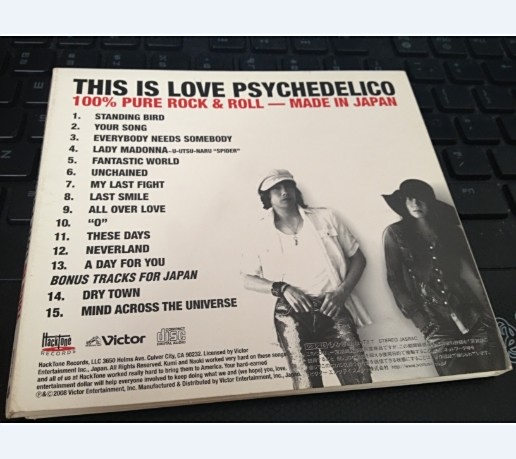 THIS IS LOVE PSYCHEDELICO
100% PURE ROCK & ROLL — MADE IN JAPAN
1. STANDING BIRD
2. YOUR SONG
3. EVERYBODY NEEDS SOMEBODY
4. LADY MADONNA~U-UTSU-NARU "SPIDER"
5. FANTASTIC WORLD
6. UNCHAINED
7. MY LAST FIGHT
8. LAST SMILE
9. ALL OVER LOVE
10. "O"
11. THESE DAYS
12. NEVERLAND
13. A DAY FOR YOU
BONUS TRACKS FOR JAPAN
14. DRY TOWN
15. MIND ACROSS THE UNIVERSE
HackTone
RECORDS
Victor
COMPACT
disc
DIGITAL AUDIO
HackTone Records, LLC 3650 Helms Ave. Culver City, CA 90232. Licensed by Victor
Entertainment Inc., Japan. All Rights Reserved. Kumi and Naoki worked very hard on these songs
and all of us at HackTone worked really hard to bring them to America. Your hard-earned
entertainment dollar will help everyone involved to keep doing what we and (we hope) you, love.
℗&©2008 Victor Entertainment, Inc. Manufactured & Distributed by Victor Entertainment, Inc., Japan
STEREO